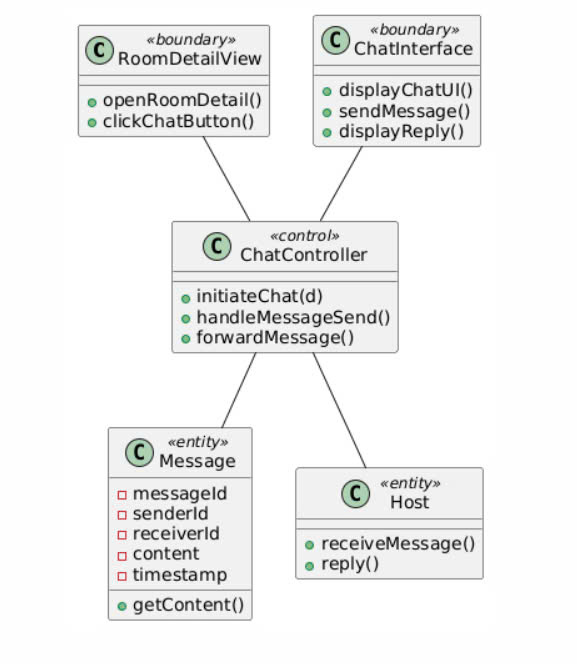 C
«boundary»
RoomDetailView
openRoomDetail()
clickChatButton()
C
«boundary»
ChatInterface
displayChatUI()
sendMessage()
displayReply()
C
«control»
ChatController
initiateChat(d)
handleMessageSend()
forwardMessage()
C
«entity»
Message
messageId
senderId
receiverId
content
timestamp
getContent()
C
«entity»
Host
receiveMessage()
reply()